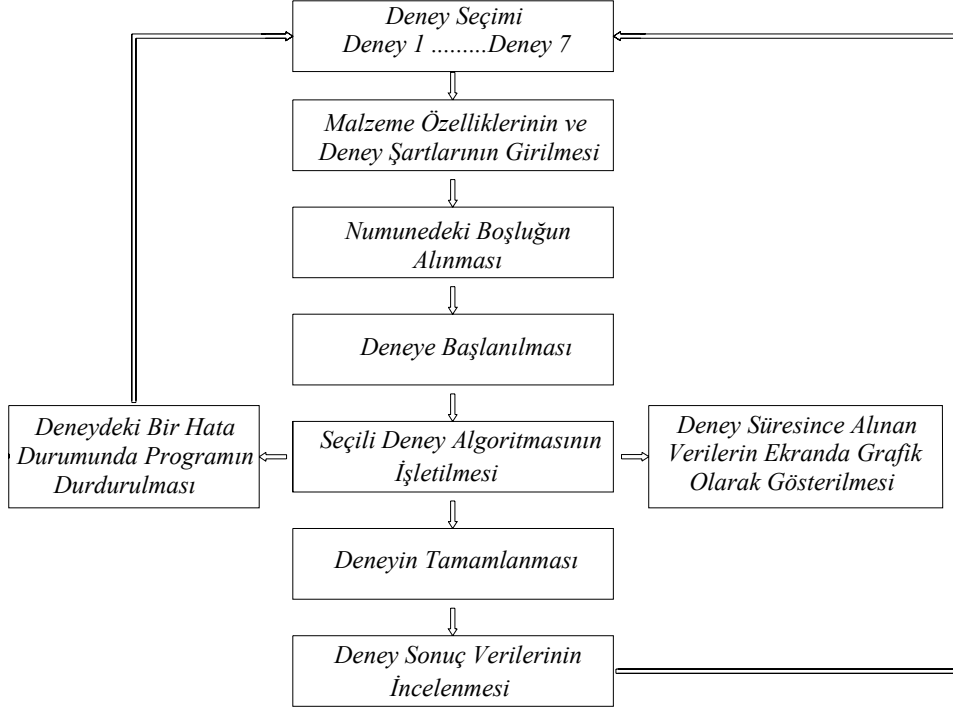 Deney Seçimi
Deney 1 .........Deney 7
Malzeme Özelliklerinin ve
Deney Şartlarının Girilmesi
Numunedeki Boşluğun
Alınması
Deneye Başlanılması
Deneydeki Bir Hata
Durumunda Programın
Durdurulması
Seçili Deney Algoritmasının
İşletilmesi
Deney Süresince Alınan
Verilerin Ekranda Grafik
Olarak Gösterilmesi
Deneyin Tamamlanması
Deney Sonuç Verilerinin
İncelenmesi